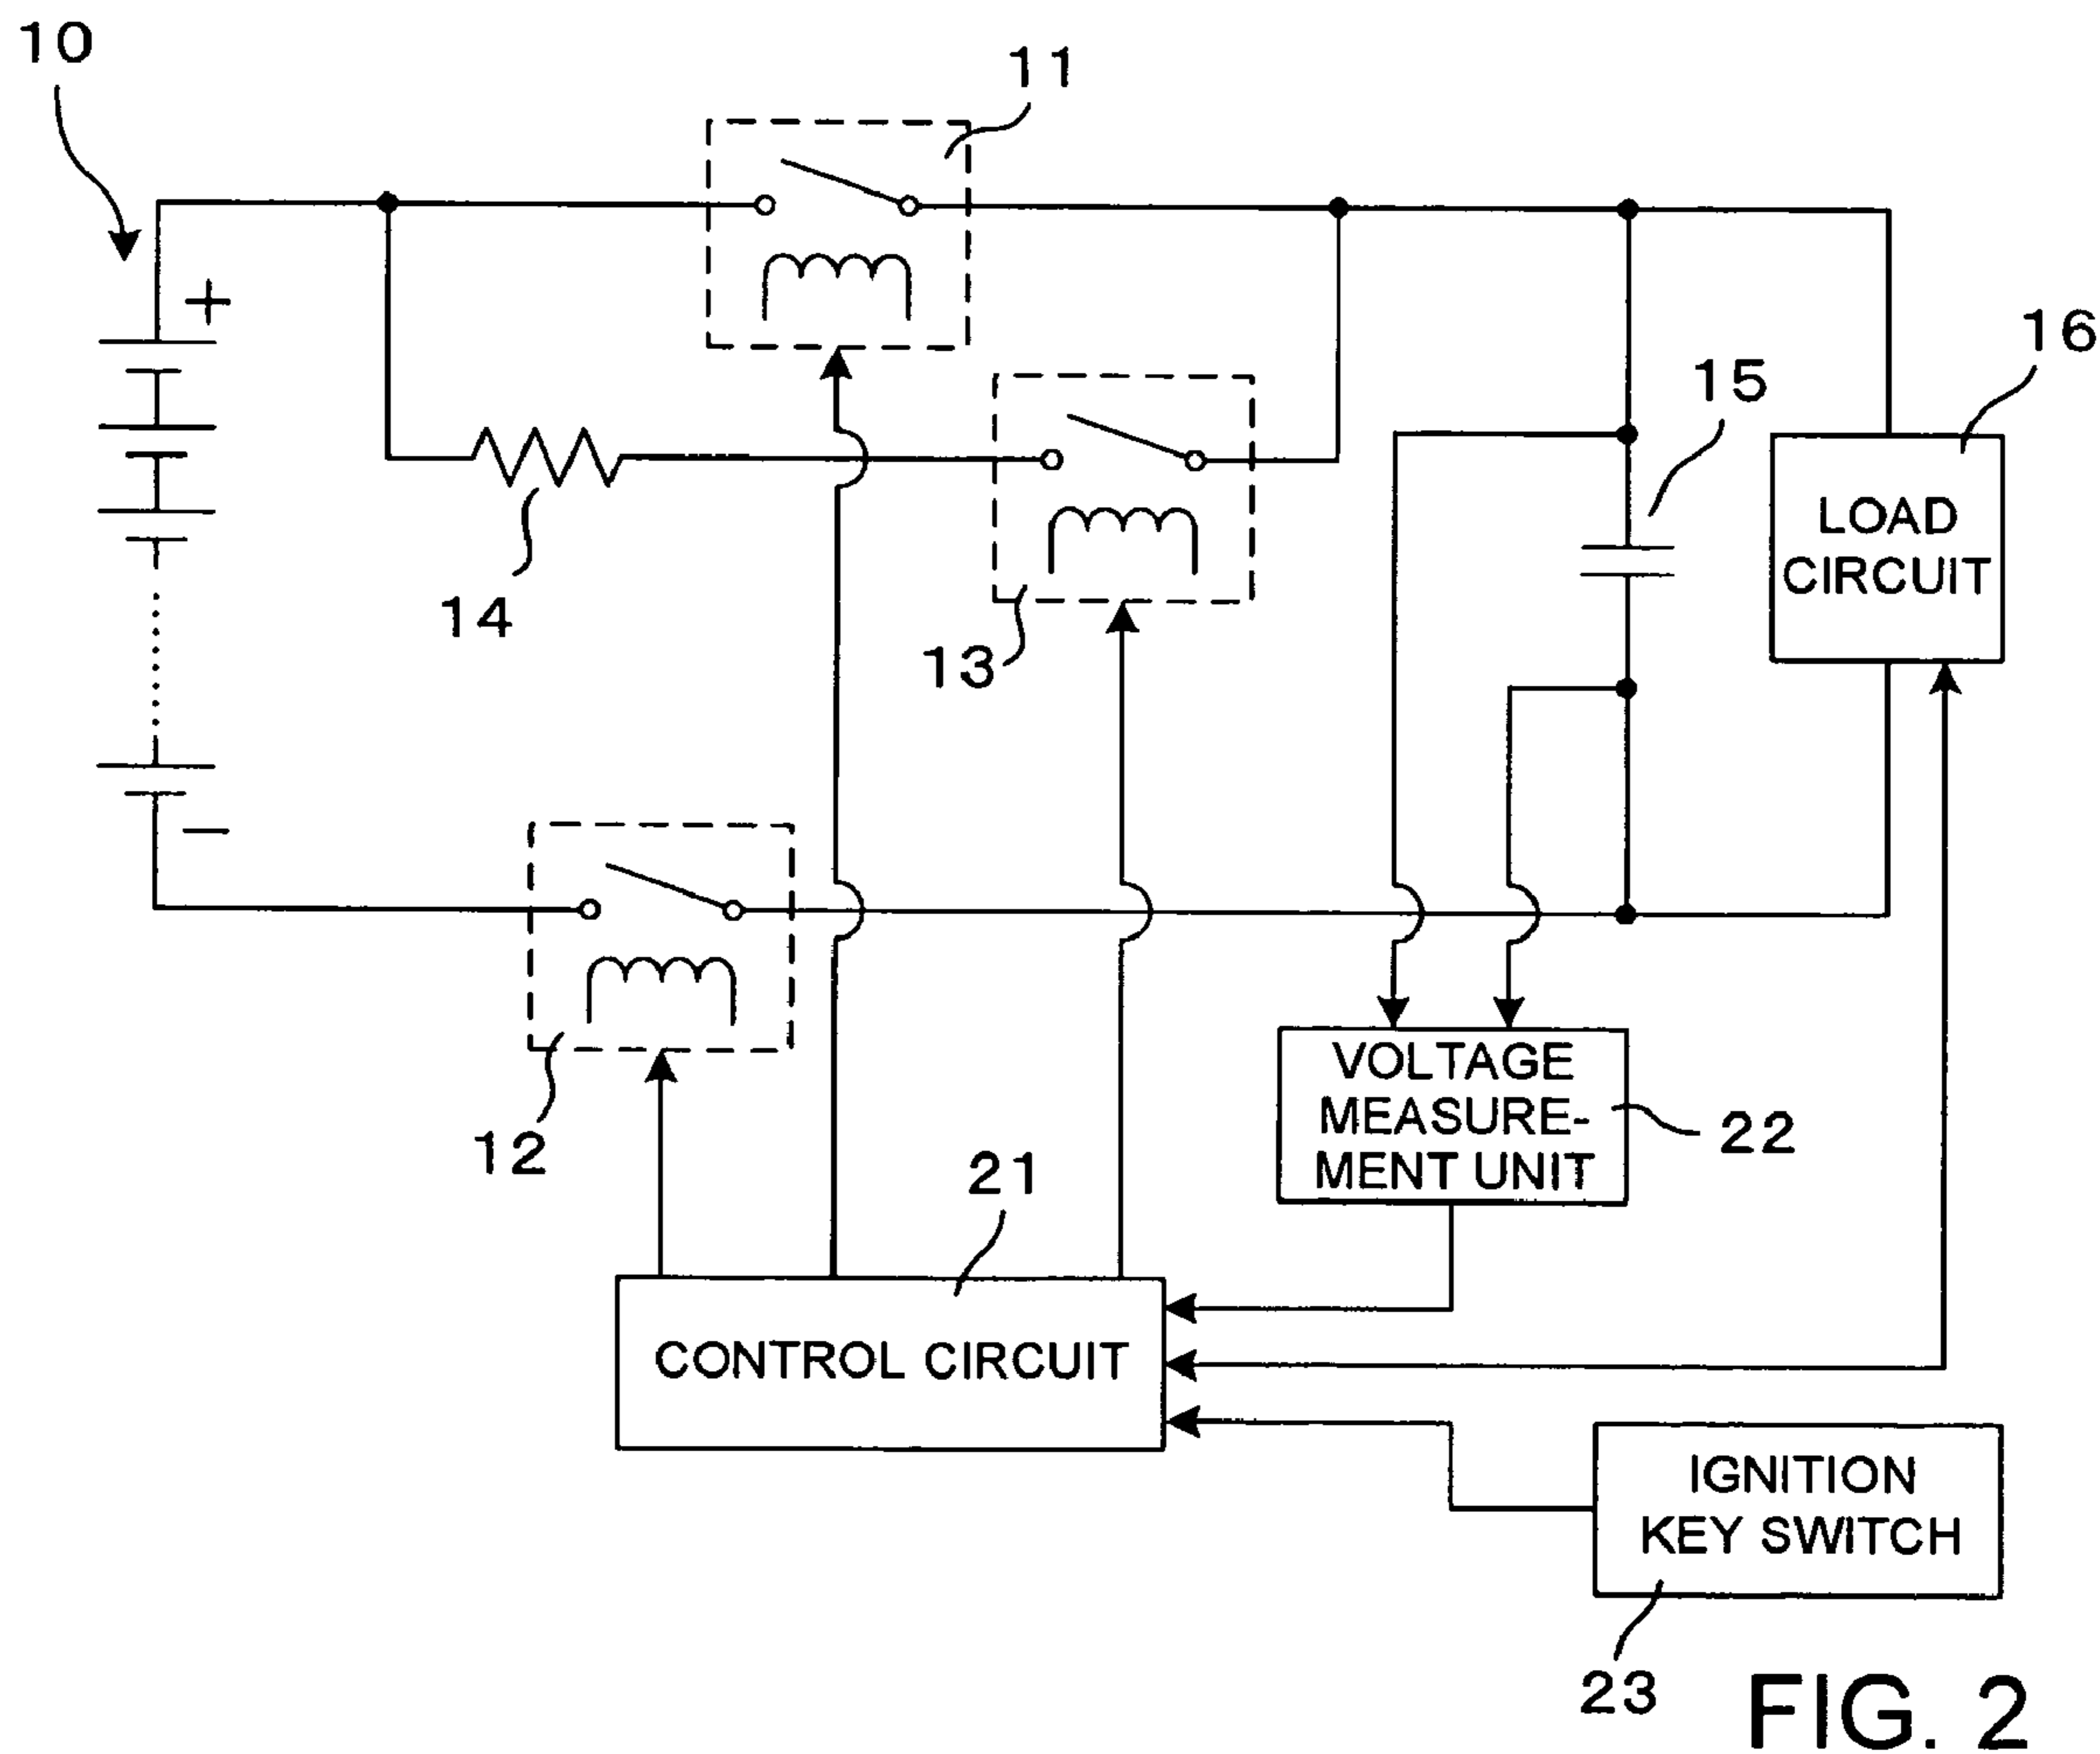 10
11
+
16
15
LOAD
CIRCUIT
14
13
−
VOLTAGE
MEASURE-
MENT UNIT
22
12
21
CONTROL CIRCUIT
IGNITION
KEY SWITCH
23
FIG. 2